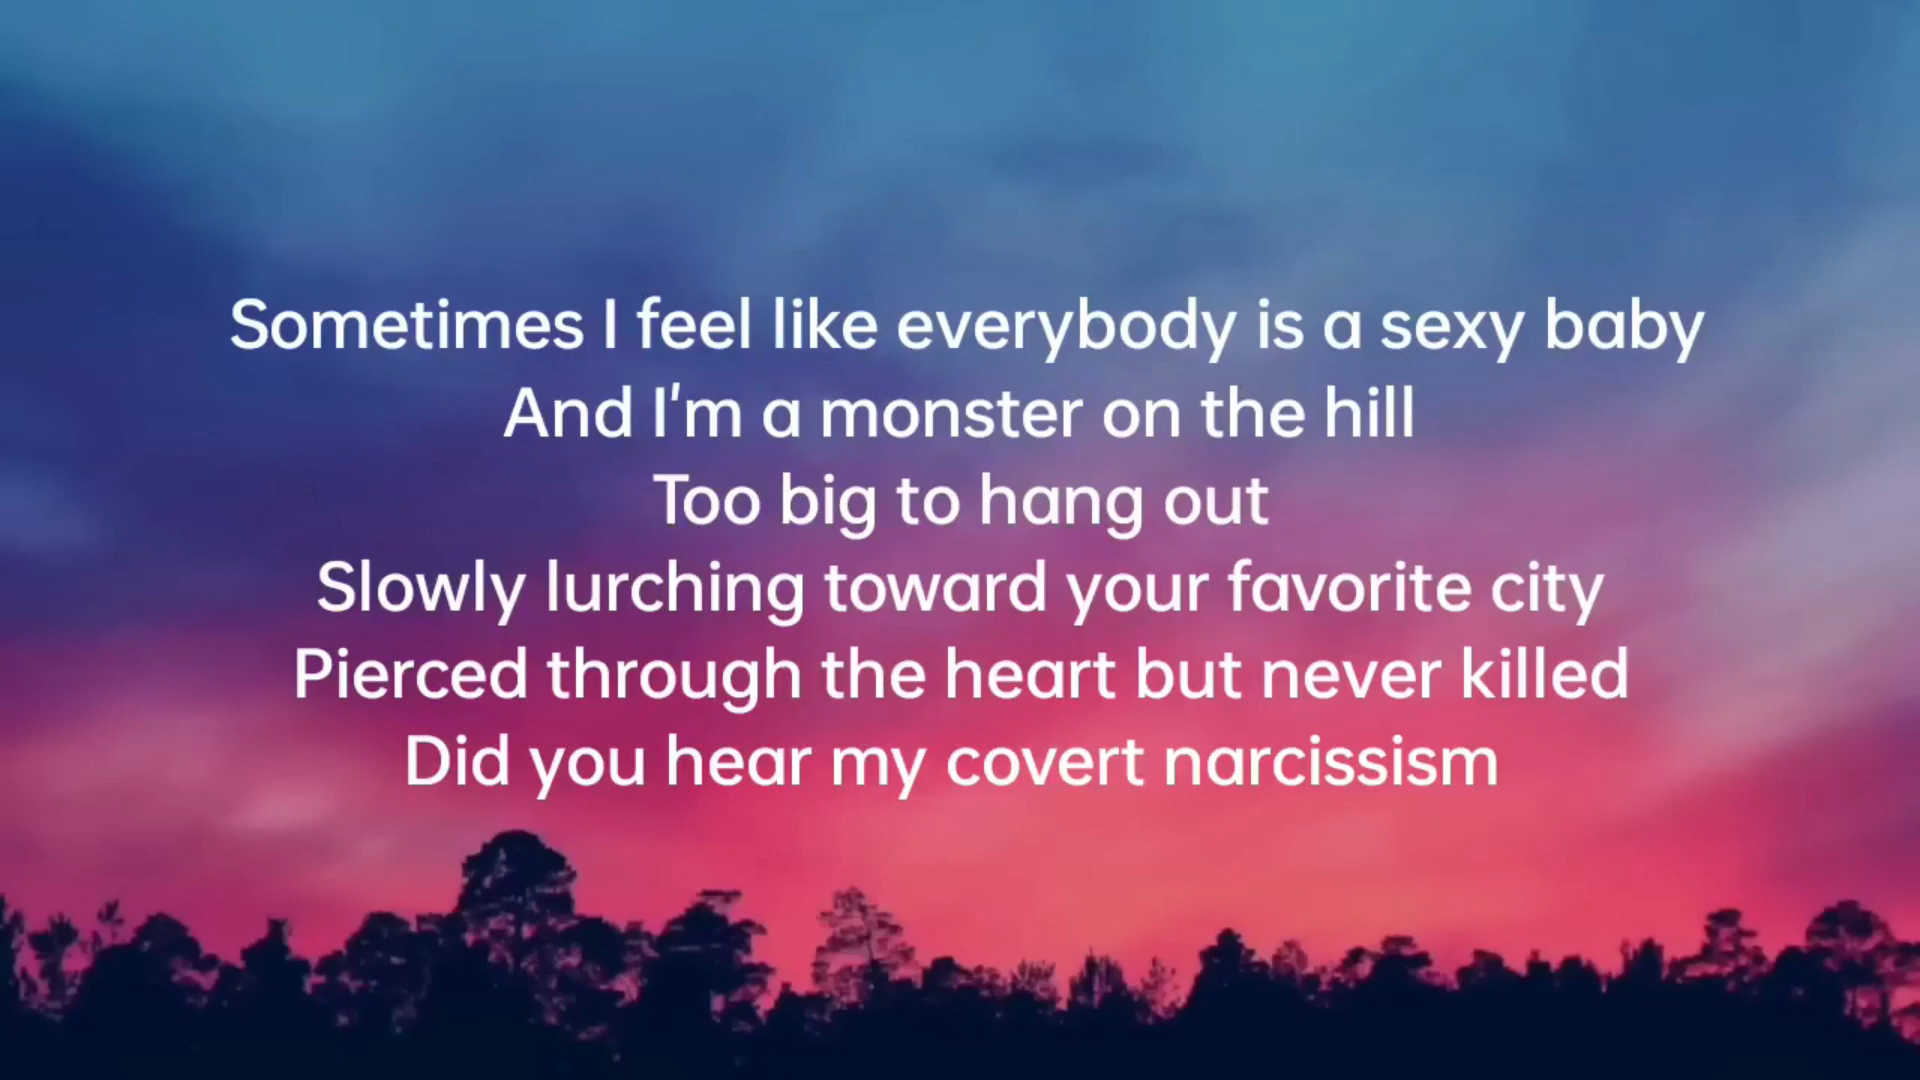 Sometimes I feel like everybody is a sexy baby
And I'm a monster on the hill
Too big to hang out
Slowly lurching toward your favorite city
Pierced through the heart but never killed
Did you hear my covert narcissism